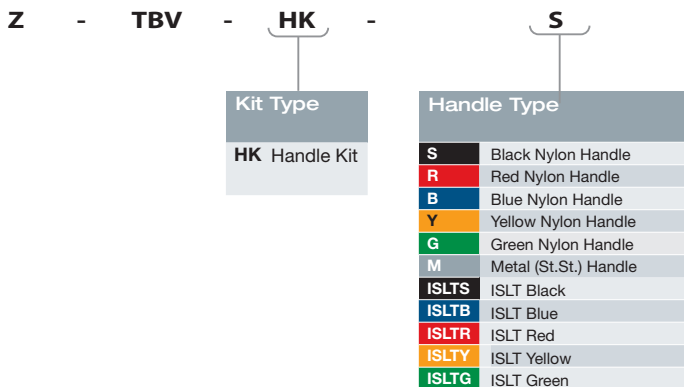 Z - TBV - HK - S
Kit Type
HK Handle Kit
Handle Type
S Black Nylon Handle
R Red Nylon Handle
B Blue Nylon Handle
Y Yellow Nylon Handle
G Green Nylon Handle
M Metal (St.St.) Handle
ISLTS ISLT Black
ISLTB ISLT Blue
ISLTR ISLT Red
ISLTY ISLT Yellow
ISLTG ISLT Green